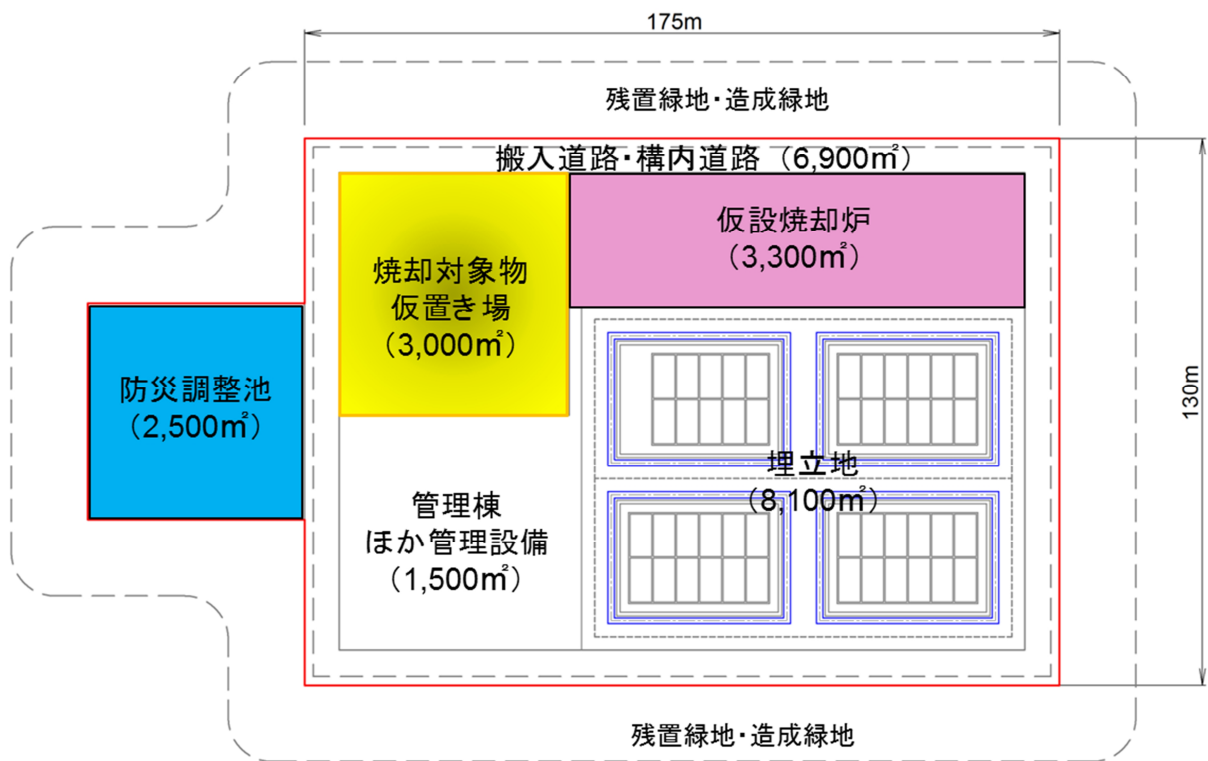 175m
残置緑地・造成緑地
搬入道路・構内道路（6,900㎡）
仮設焼却炉
（3,300㎡）
焼却対象物
仮置き場
（3,000㎡）
防災調整池
（2,500㎡）
130m
埋立地
（8,100㎡）
管理棟
ほか管理設備
（1,500㎡）
残置緑地・造成緑地